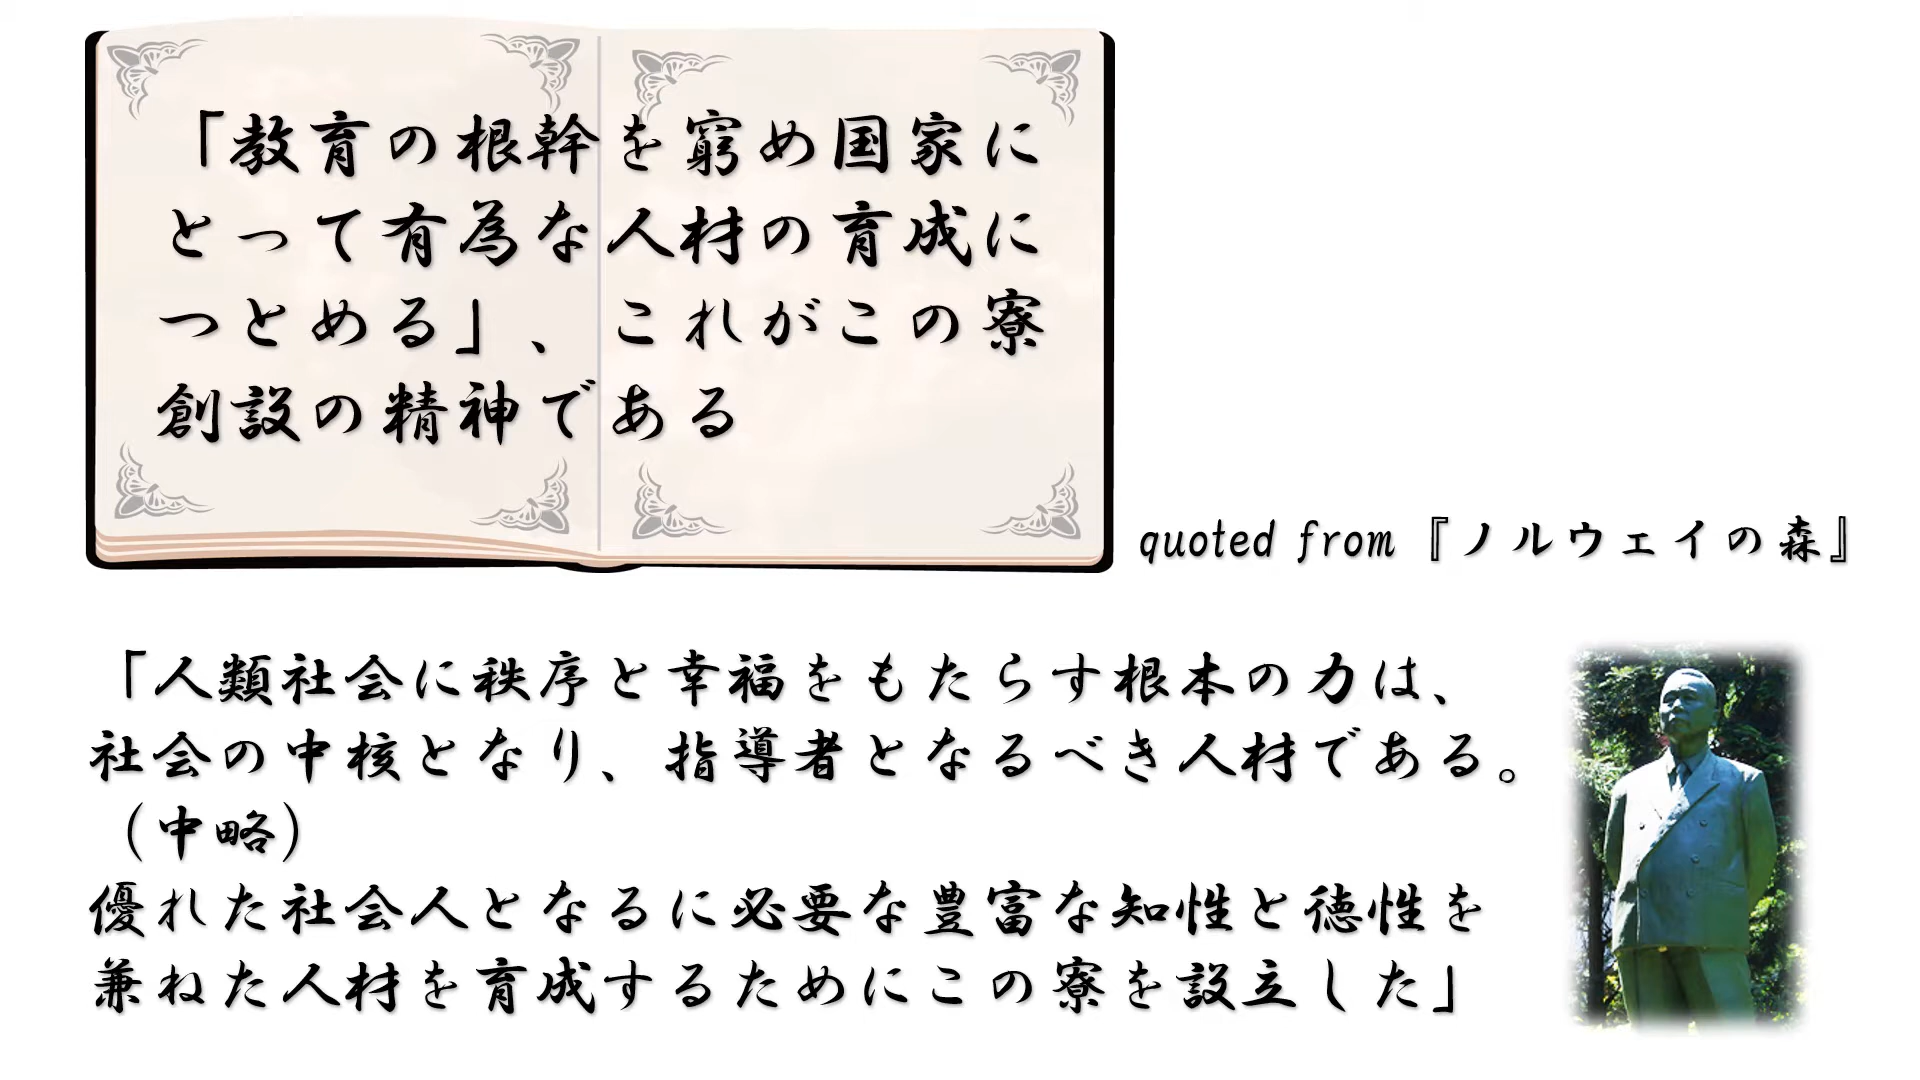 「教育の根幹を窮め国家に
とって有為な人材の育成に
つとめる」、これがこの寮
創設の精神である
quoted from『ノルウェイの森』
「人類社会に秩序と幸福をもたらす根本の力は、
社会の中核となり、指導者となるべき人材である。
（中略）
優れた社会人となるに必要な豊富な知性と徳性を
兼ねた人材を育成するためにこの寮を設立した」